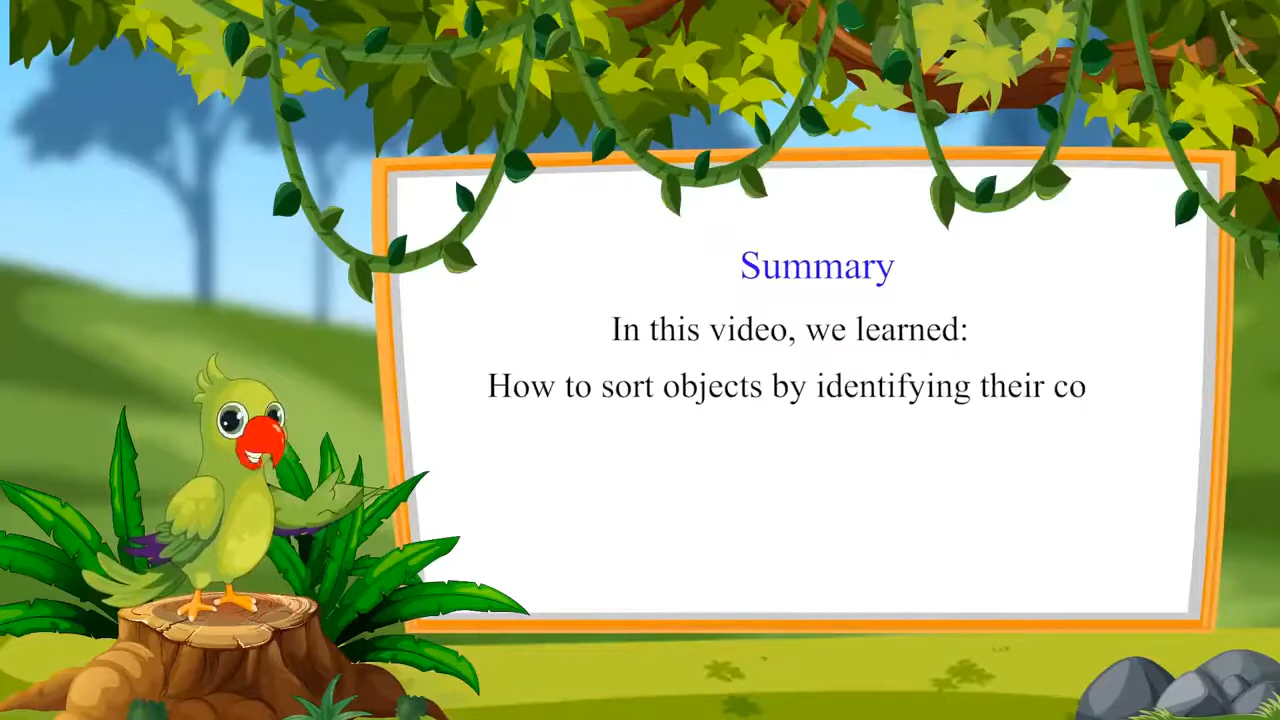 Summary
In this video, we learned:
How to sort objects by identifying their co